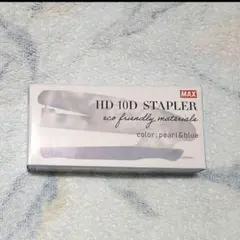 MAX
HD-10D STAPLER
eco friendly materials
color : pearl & blue